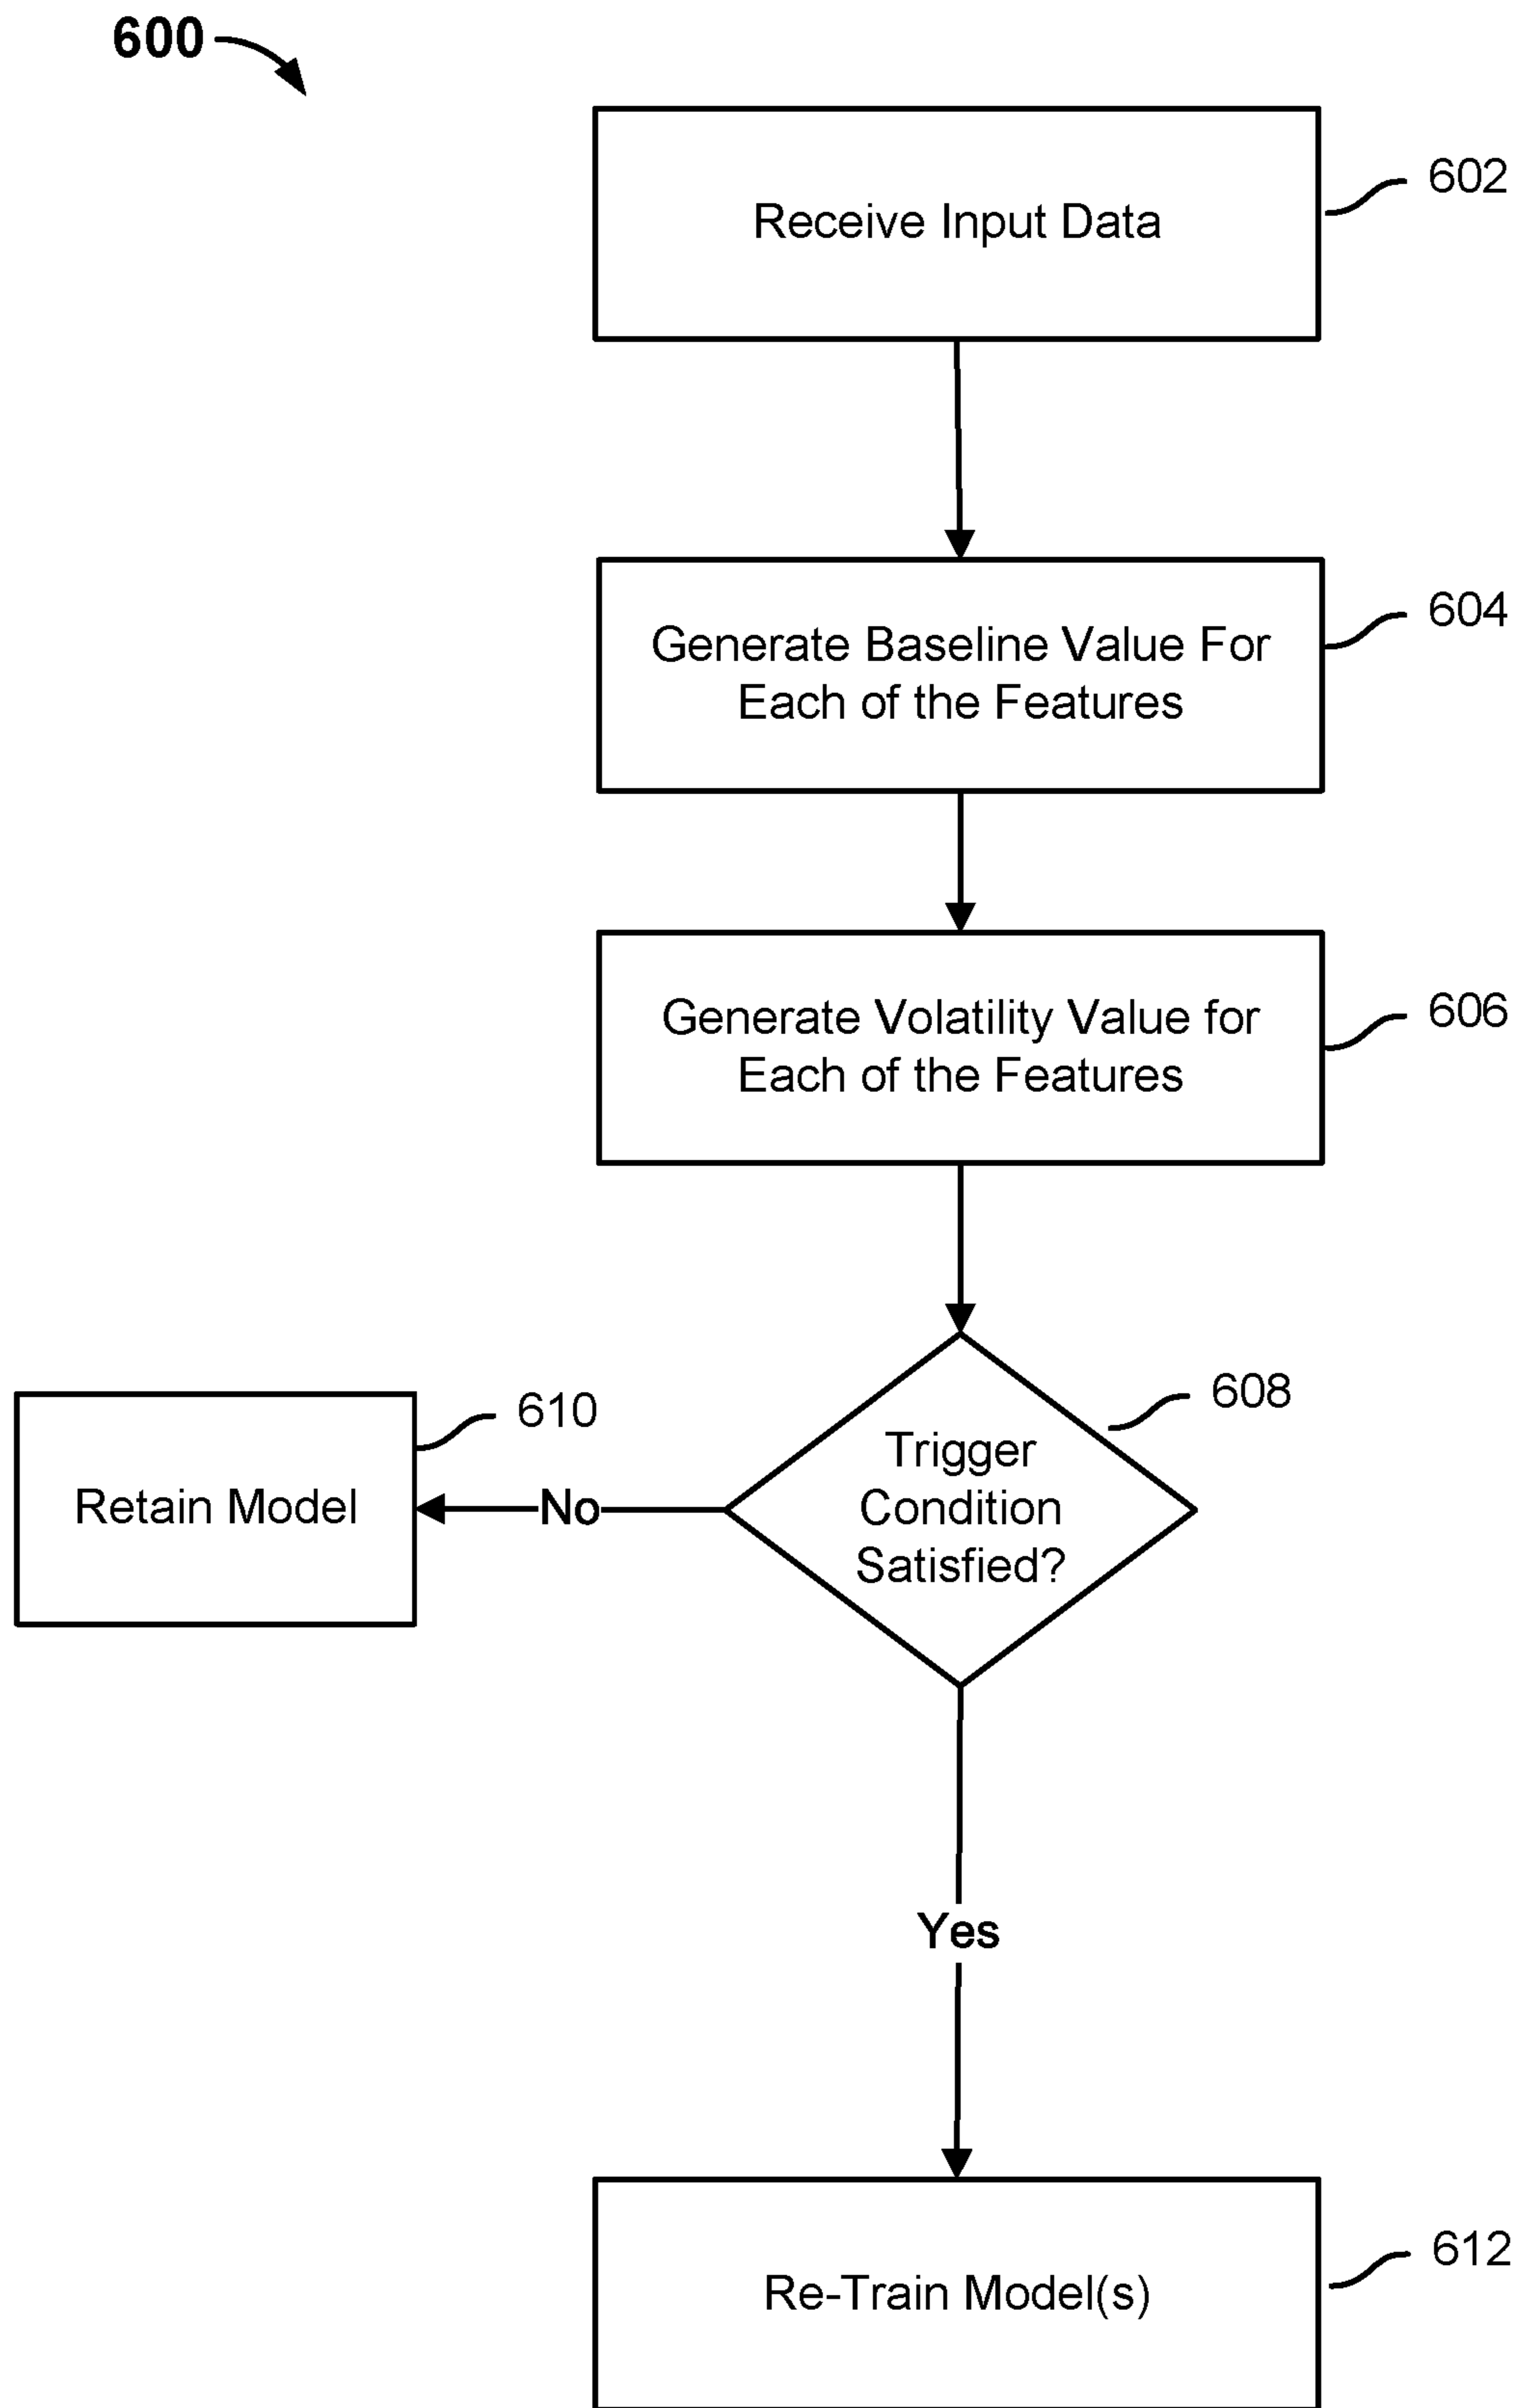 600
602
Receive Input Data
604
Generate Baseline Value For
Each of the Features
606
Generate Volatility Value for
Each of the Features
608
610
Trigger
Condition
Satisfied?
Retain Model
No
Yes
612
Re-Train Model(s)